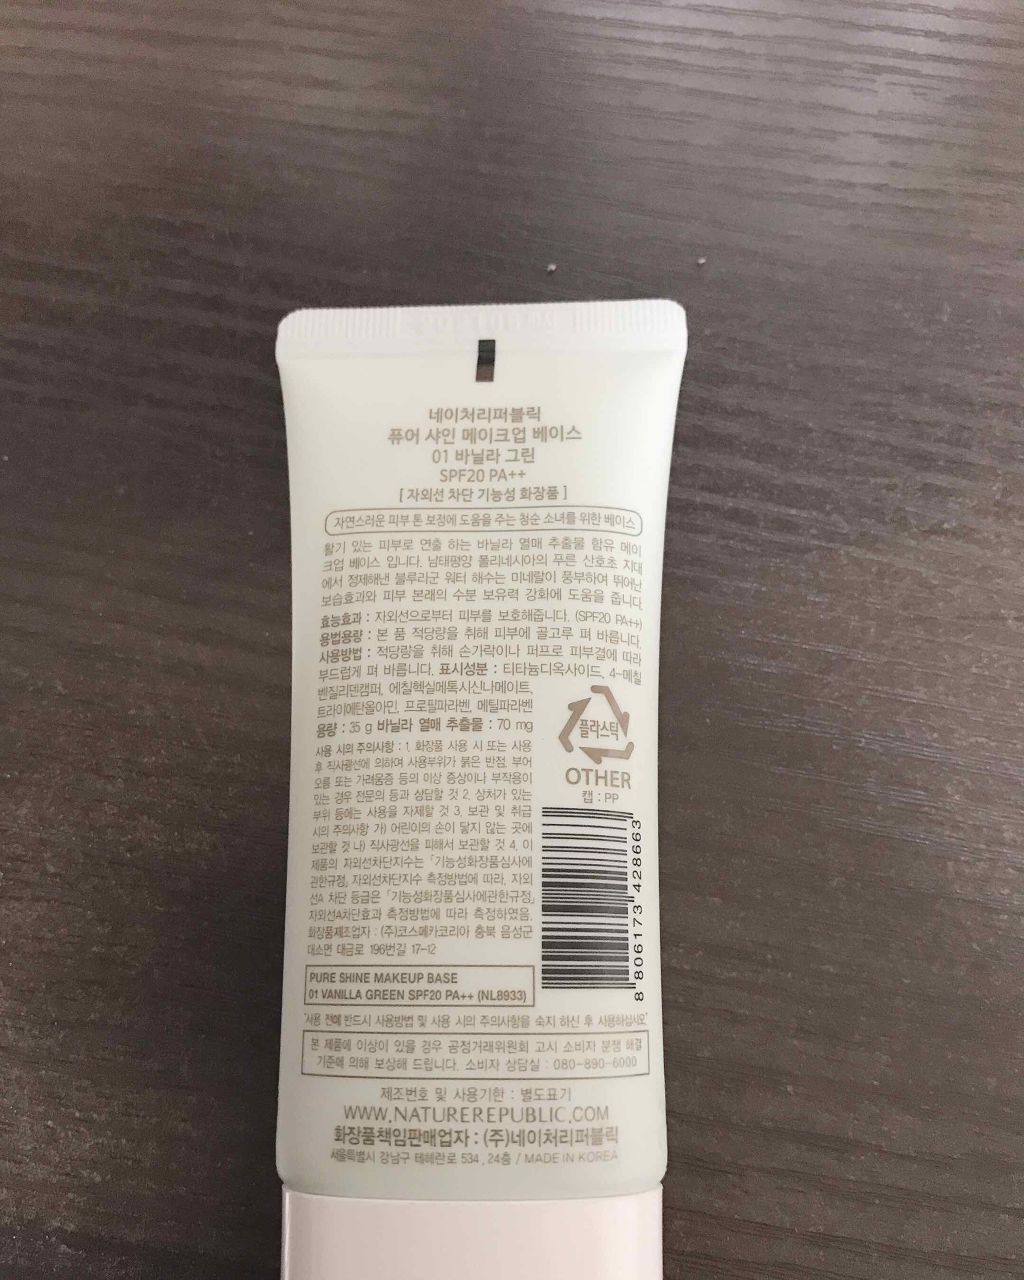 네이처리퍼블릭
퓨어 샤인 메이크업 베이스
01 바닐라 그린
SPF20 PA++
[ 자외선 차단 기능성 화장품 ]
자연스러운 피부 톤 보정에 도움을 주는 청순 소녀를 위한 베이스
활기 있는 피부로 연출 하는 바닐라 열매 추출물 함유 메이
크업 베이스 입니다. 남태평양 폴리네시아의 푸른 산호초 지대
에서 정제해낸 블루라군 워터 해수는 미네랄이 풍부하여 뛰어난
보습효과와 피부 본래의 수분 보유력 강화에 도움을 줍니다.
효능효과 : 자외선으로부터 피부를 보호해줍니다. (SPF20 PA++)
용법용량 : 본 품 적당량을 취해 피부에 골고루 펴 바릅니다.
사용방법 : 적당량을 취해 손가락이나 퍼프로 피부결에 따라
부드럽게 펴 바릅니다. 표시성분 : 티타늄디옥사이드, 4-메칠
벤질리덴캠퍼, 에칠헥실메톡시신나메이트,
트라이에탄올아민, 프로필파라벤, 메틸파라벤
용량 : 35 g 바닐라 열매 추출물 : 70 mg
사용 시의 주의사항 : 1. 화장품 사용 시 또는 사용
후 직사광선에 의하여 사용부위가 붉은 반점, 부어
오름 또는 가려움증 등의 이상 증상이나 부작용이
있는 경우 전문의 등과 상담할 것 2. 상처가 있는
부위 등에는 사용을 자제할 것 3. 보관 및 취급
시의 주의사항 가) 어린이의 손이 닿지 않는 곳에
보관할 것 나) 직사광선을 피해서 보관할 것 4. 이
제품의 자외선차단지수는 「기능성화장품심사에
관한규정」 자외선차단지수 측정방법에 따라, 자외
선A 차단 등급은 「기능성화장품심사에관한규정」
자외선A차단효과 측정방법에 따라 측정하였음.
화장품제조업자 : (주)코스메카코리아 충북 음성군
대소면 대금로 196번길 17-12
플라스틱
OTHER
캡 : PP
8 806173 428663
PURE SHINE MAKEUP BASE
01 VANILLA GREEN SPF20 PA++ (NL8933)
"사용 전에 반드시 사용방법 및 사용 시의 주의사항을 숙지 하신 후 사용하십시오"
본 제품에 이상이 있을 경우 공정거래위원회 고시 소비자 분쟁 해결
기준에 의해 보상해 드립니다. 소비자 상담실 : 080-890-6000
제조번호 및 사용기한 : 별도표기
WWW.NATUREREPUBLIC.COM
화장품책임판매업자 : (주)네이처리퍼블릭
서울특별시 강남구 테헤란로 534, 24층 / MADE IN KOREA